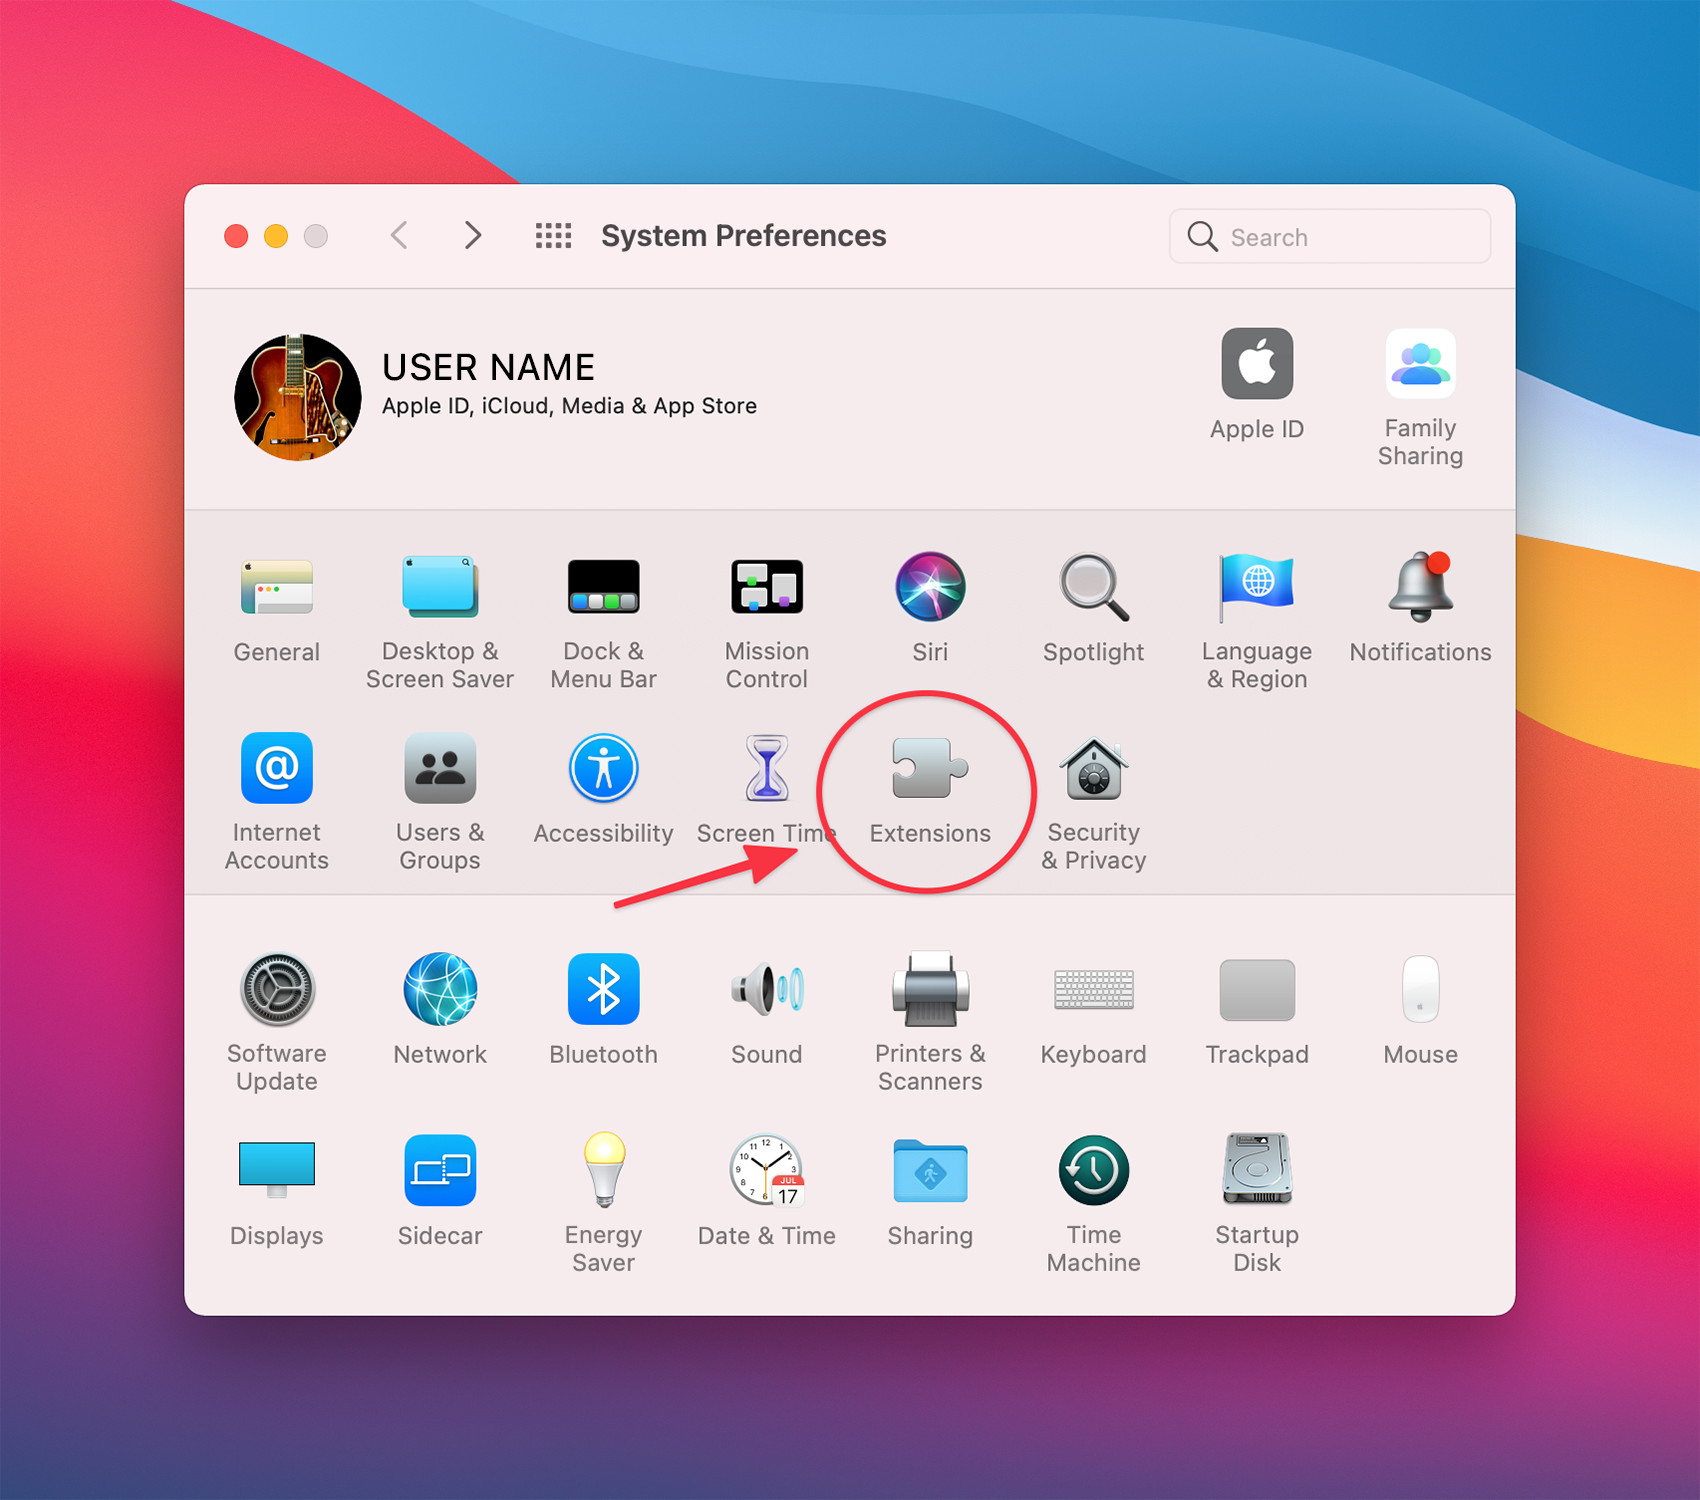 System Preferences
Search
USER NAME
Apple ID, iCloud, Media & App Store
Apple ID
Family
Sharing
General
Desktop &
Screen Saver
Dock &
Menu Bar
Mission
Control
Siri
Spotlight
Language
& Region
Notifications
Internet
Accounts
Users &
Groups
Accessibility
Screen Time
Extensions
Security
& Privacy
Software
Update
Network
Bluetooth
Sound
Printers &
Scanners
Keyboard
Trackpad
Mouse
Displays
Sidecar
Energy
Saver
JUL
17
Date & Time
Sharing
Time
Machine
Startup
Disk